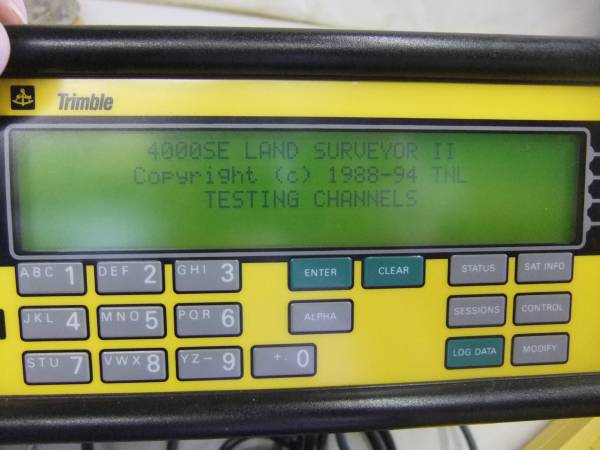 Trimble
4000SE LAND SURVEYOR II
Copyright (c) 1988-94 TNL
TESTING CHANNELS
ABC 1 DEF 2 GHI 3 ENTER CLEAR STATUS SAT INFO
JKL 4 MNO 5 PQR 6 ALPHA SESSIONS CONTROL
STU 7 VWX 8 YZ- 9 +. 0 LOG DATA MODIFY